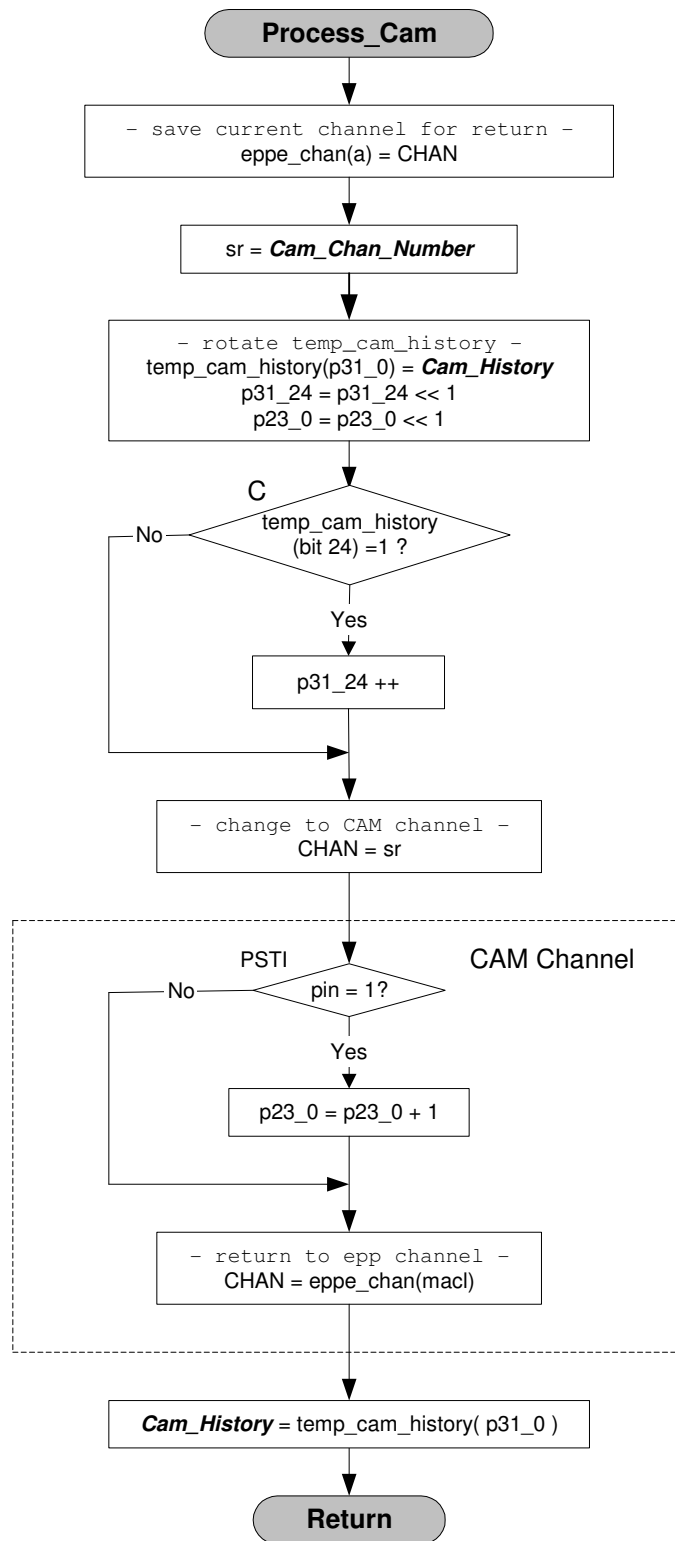 Process_Cam
- save current channel for return -
eppe_chan(a) = CHAN
sr = Cam_Chan_Number
- rotate temp_cam_history -
temp_cam_history(p31_0) = Cam_History
p31_24 = p31_24 << 1
p23_0 = p23_0 << 1
C
temp_cam_history
(bit 24) =1 ?
No
Yes
p31_24 ++
- change to CAM channel -
CHAN = sr
PSTI
CAM Channel
pin = 1?
No
Yes
p23_0 = p23_0 + 1
- return to epp channel -
CHAN = eppe_chan(macl)
Cam_History = temp_cam_history( p31_0 )
Return